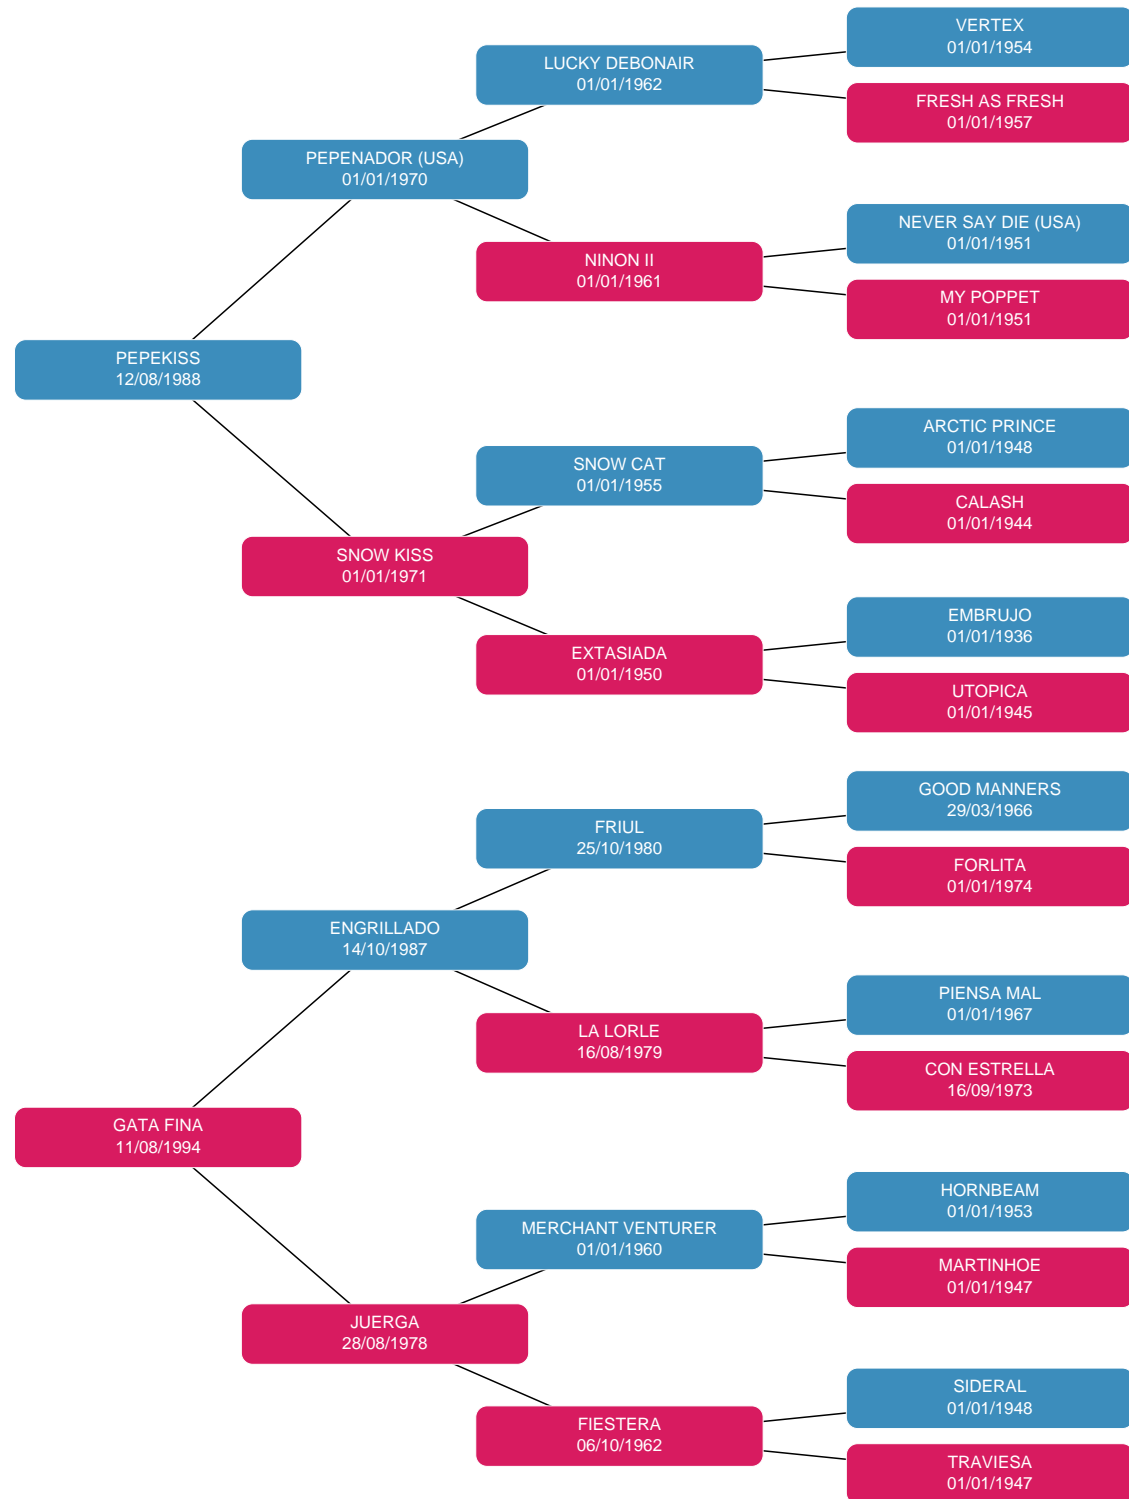 VERTEX
01/01/1954
LUCKY DEBONAIR
01/01/1962
FRESH AS FRESH
01/01/1957
PEPENADOR (USA)
01/01/1970
NEVER SAY DIE (USA)
01/01/1951
NINON II
01/01/1961
MY POPPET
01/01/1951
PEPEKISS
12/08/1988
ARCTIC PRINCE
01/01/1948
SNOW CAT
01/01/1955
CALASH
01/01/1944
SNOW KISS
01/01/1971
EMBRUJO
01/01/1936
EXTASIADA
01/01/1950
UTOPICA
01/01/1945
GOOD MANNERS
29/03/1966
FRIUL
25/10/1980
FORLITA
01/01/1974
ENGRILLADO
14/10/1987
PIENSA MAL
01/01/1967
LA LORLE
16/08/1979
CON ESTRELLA
16/09/1973
GATA FINA
11/08/1994
HORNBEAM
01/01/1953
MERCHANT VENTURER
01/01/1960
MARTINHOE
01/01/1947
JUERGA
28/08/1978
SIDERAL
01/01/1948
FIESTERA
06/10/1962
TRAVIESA
01/01/1947